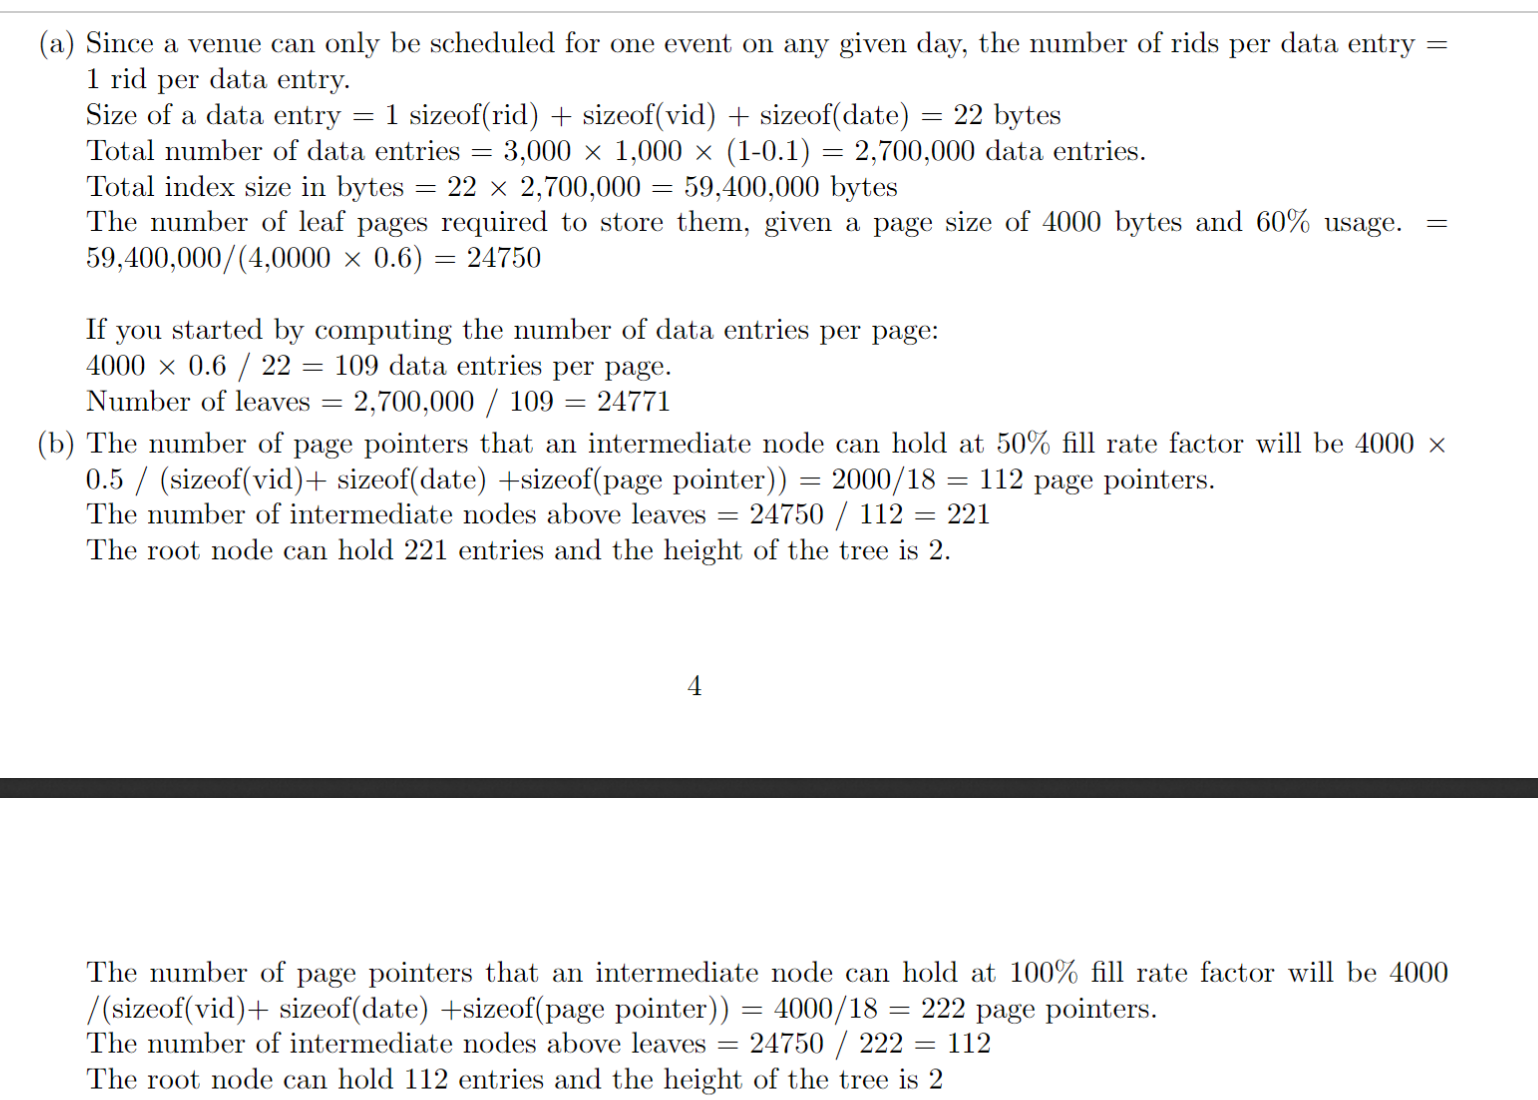 (a) Since a venue can only be scheduled for one event on any given day, the number of rids per data entry =
1 rid per data entry.
Size of a data entry = 1 sizeof(rid) + sizeof(vid) + sizeof(date) = 22 bytes
Total number of data entries = 3,000 × 1,000 × (1-0.1) = 2,700,000 data entries.
Total index size in bytes = 22 × 2,700,000 = 59,400,000 bytes
The number of leaf pages required to store them, given a page size of 4000 bytes and 60% usage. =
59,400,000/(4,0000 × 0.6) = 24750
If you started by computing the number of data entries per page:
4000 × 0.6 / 22 = 109 data entries per page.
Number of leaves = 2,700,000 / 109 = 24771
(b) The number of page pointers that an intermediate node can hold at 50% fill rate factor will be 4000 ×
0.5 / (sizeof(vid)+ sizeof(date) +sizeof(page pointer)) = 2000/18 = 112 page pointers.
The number of intermediate nodes above leaves = 24750 / 112 = 221
The root node can hold 221 entries and the height of the tree is 2.
4
The number of page pointers that an intermediate node can hold at 100% fill rate factor will be 4000
/(sizeof(vid)+ sizeof(date) +sizeof(page pointer)) = 4000/18 = 222 page pointers.
The number of intermediate nodes above leaves = 24750 / 222 = 112
The root node can hold 112 entries and the height of the tree is 2